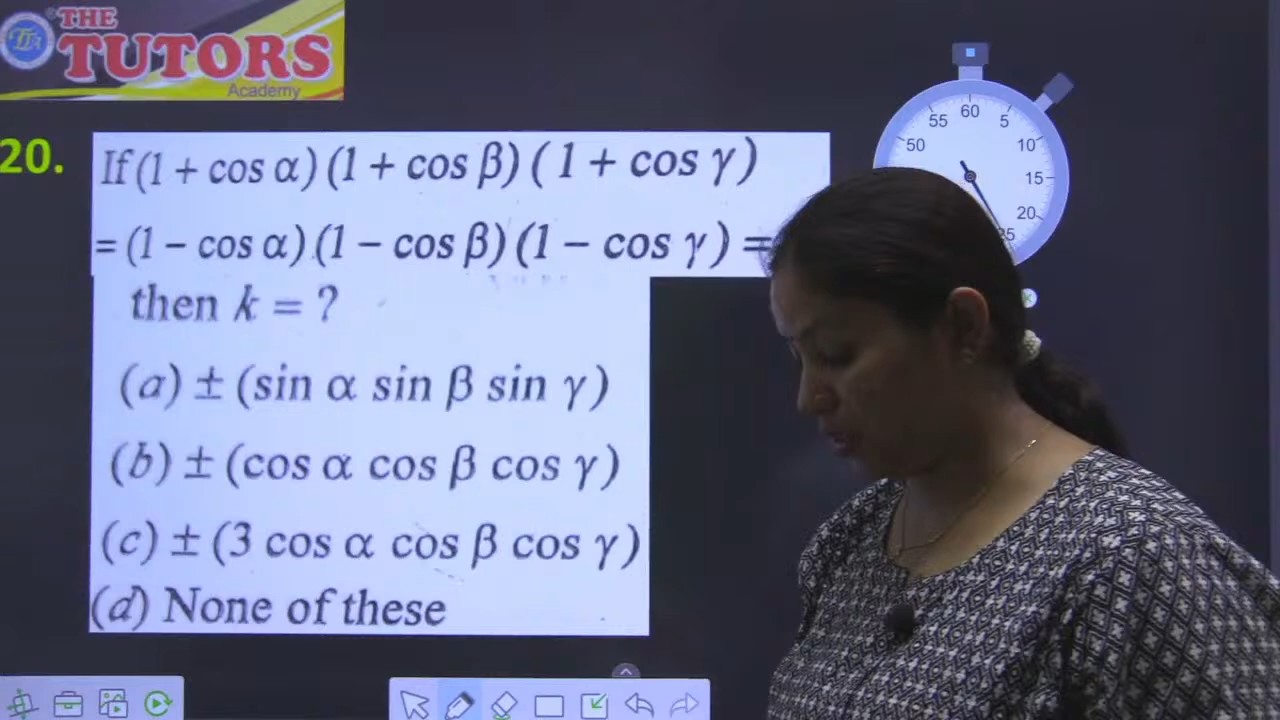 THE
TUTORS
Academy
20.
If (1 + cos α) (1 + cos β) (1 + cos γ)
= (1 – cos α) (1 – cos β) (1 – cos γ) =
then k = ?
(a) ± (sin α sin β sin γ)
(b) ± (cos α cos β cos γ)
(c) ± (3 cos α cos β cos γ)
(d) None of these
60
55
5
50
10
15
20